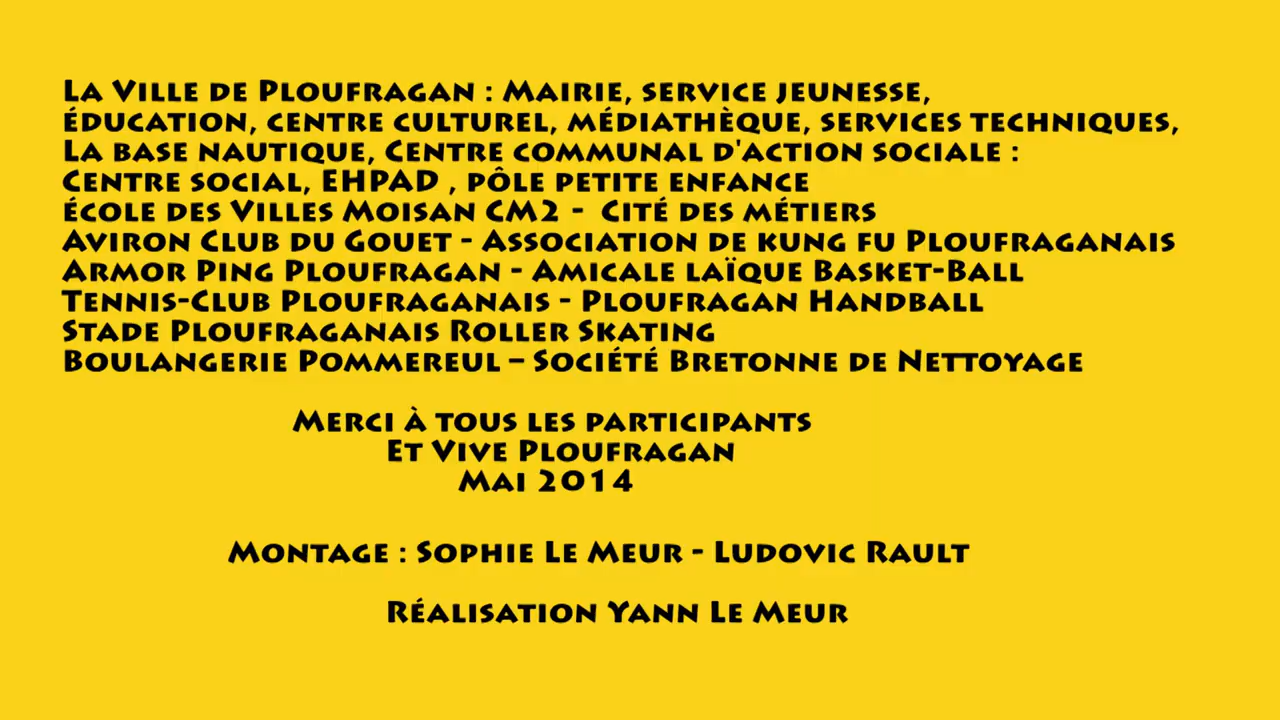 La Ville de Ploufragan : Mairie, service jeunesse,
éducation, centre culturel, médiathèque, services techniques,
La base nautique, Centre communal d'action sociale :
Centre social, EHPAD , pôle petite enfance
école des Villes Moisan CM2 - Cité des métiers
Aviron Club du Gouet - Association de kung fu Ploufraganais
Armor Ping Ploufragan - Amicale laïque Basket-Ball
Tennis-Club Ploufraganais - Ploufragan Handball
Stade Ploufraganais Roller Skating
Boulangerie Pommereul – Société Bretonne de Nettoyage
Merci à tous les participants
Et Vive Ploufragan
Mai 2014
Montage : Sophie Le Meur - Ludovic Rault
Réalisation Yann Le Meur